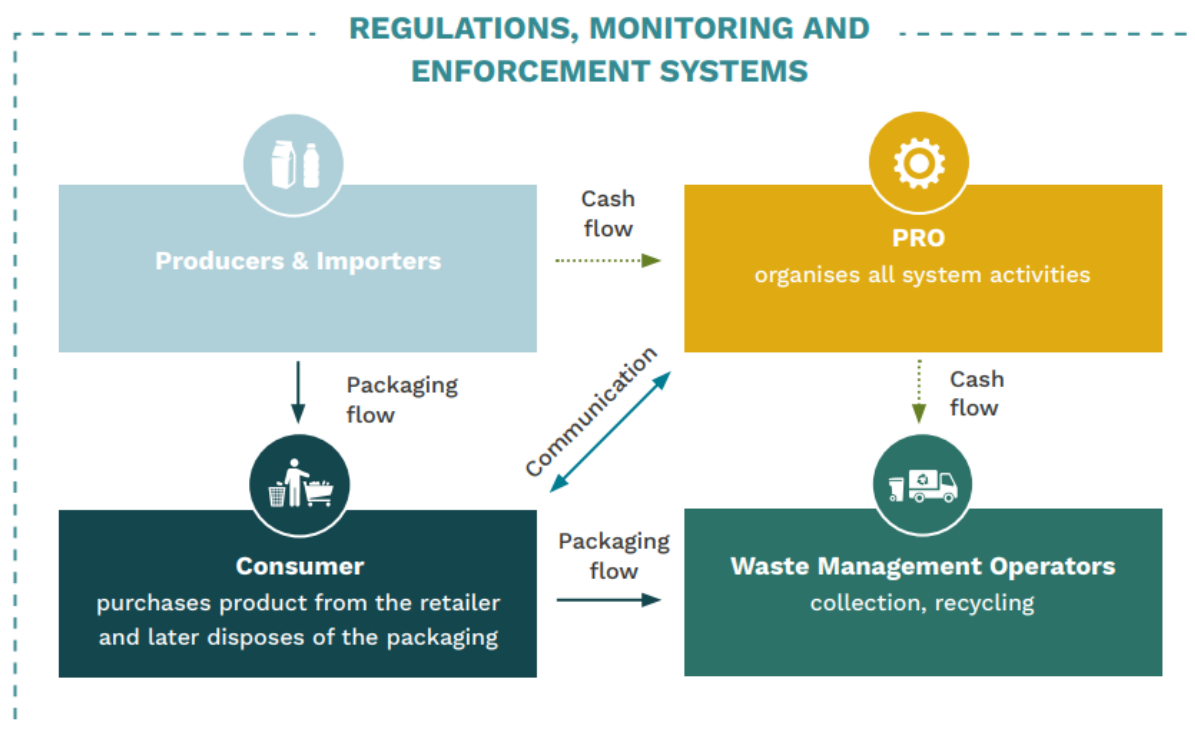 REGULATIONS, MONITORING AND
ENFORCEMENT SYSTEMS
Producers & Importers
Cash
flow
PRO
organises all system activities
Packaging
flow
Communication
Cash
flow
Consumer
purchases product from the retailer
and later disposes of the packaging
Packaging
flow
Waste Management Operators
collection, recycling